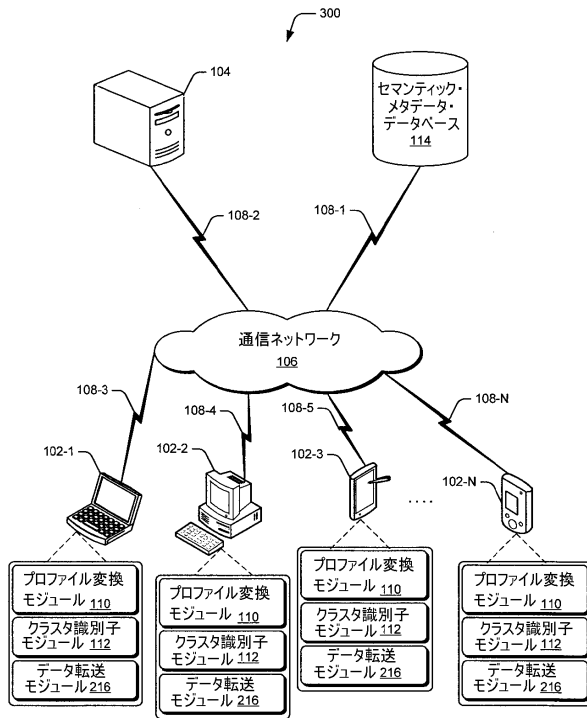 300
104
セマンティック・
メタデータ・
データベース
114
108-2
108-1
通信ネットワーク
106
108-3
108-4
108-5
108-N
102-1
102-2
102-3
102-N
....
プロファイル変換
モジュール 110
クラスタ識別子
モジュール 112
データ転送
モジュール 216
プロファイル変換
モジュール 110
クラスタ識別子
モジュール 112
データ転送
モジュール 216
プロファイル変換
モジュール 110
クラスタ識別子
モジュール 112
データ転送
モジュール 216
プロファイル変換
モジュール 110
クラスタ識別子
モジュール 112
データ転送
モジュール 216